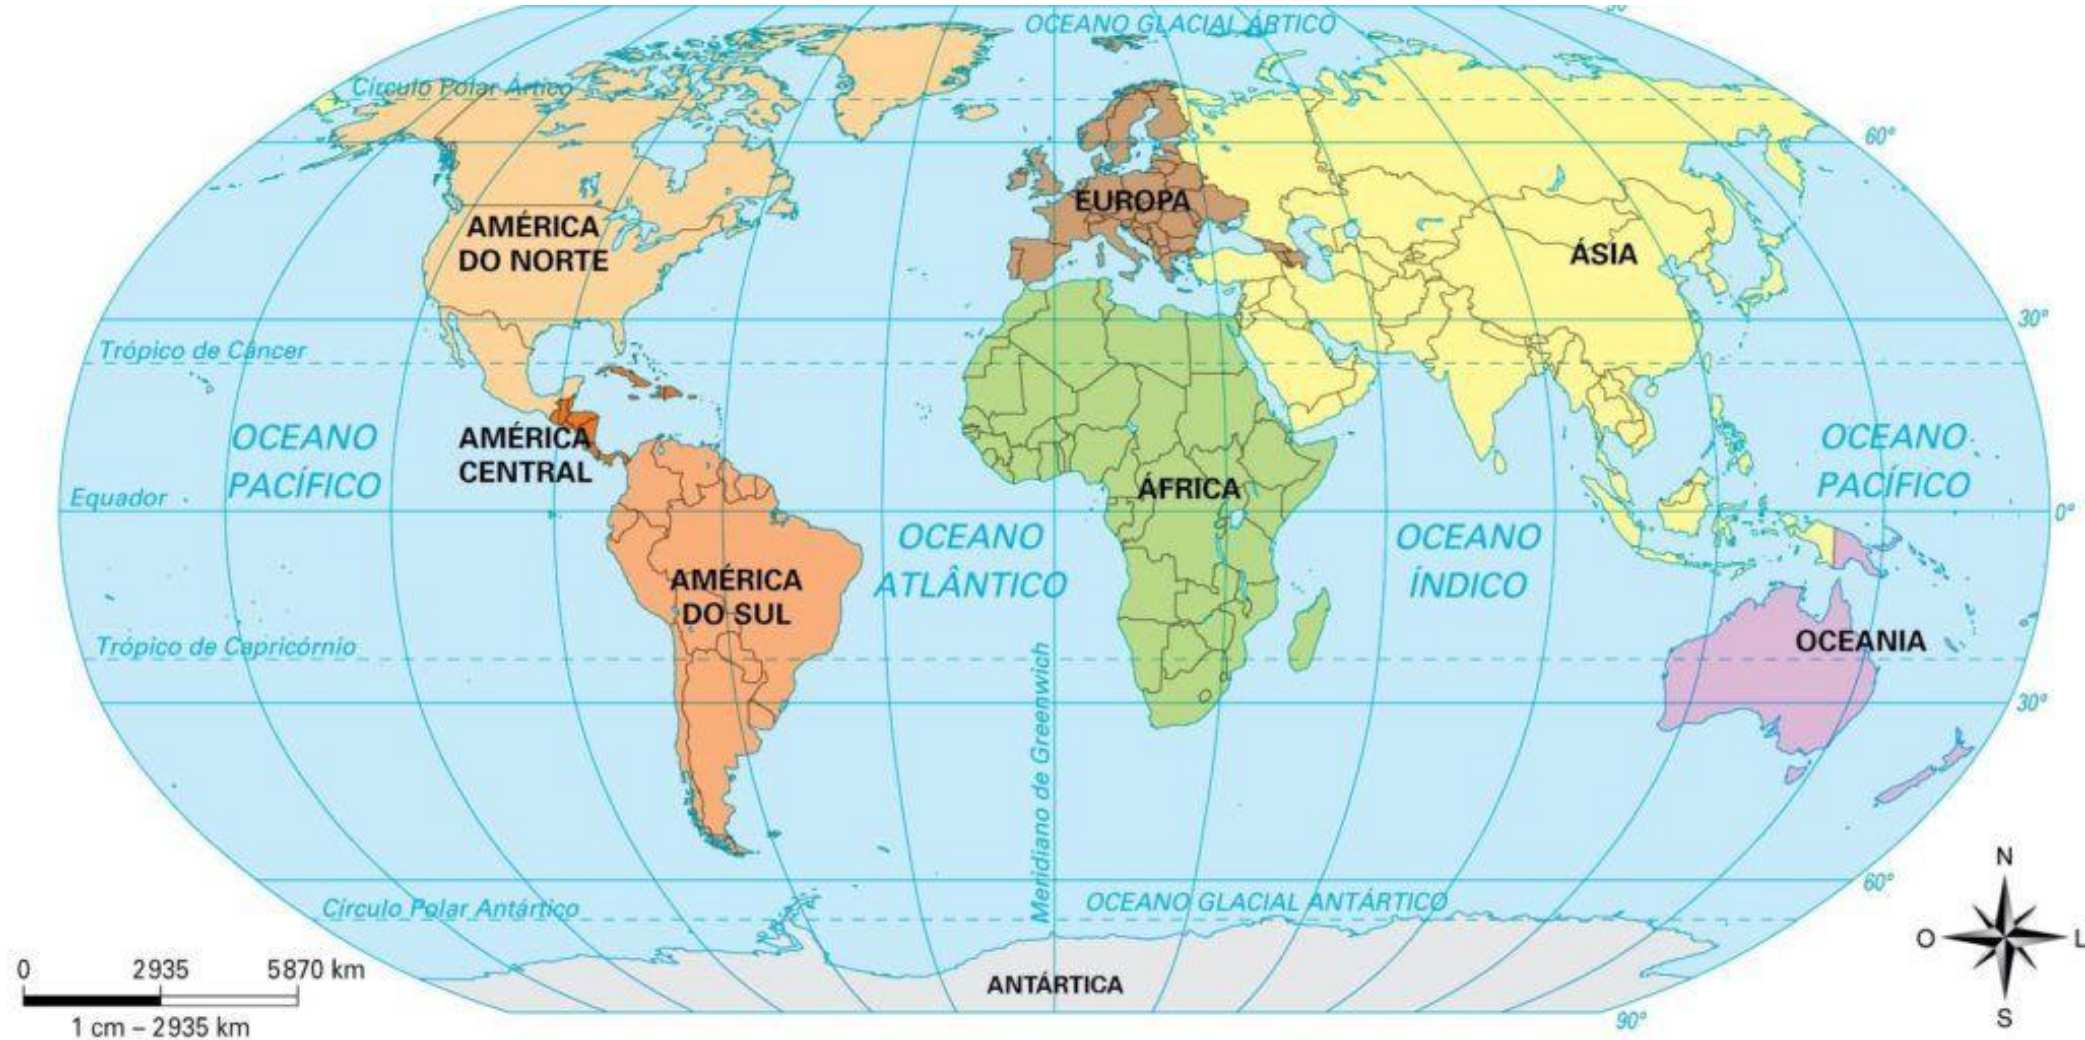 OCEANO GLACIAL ÁRTICO
Círculo Polar Ártico
60°
EUROPA
AMÉRICA
DO NORTE
ÁSIA
30°
Trópico de Câncer
OCEANO
PACÍFICO
AMÉRICA
CENTRAL
OCEANO
PACÍFICO
ÁFRICA
Equador
0°
OCEANO
ATLÂNTICO
OCEANO
ÍNDICO
AMÉRICA
DO SUL
OCEANIA
Trópico de Capricórnio
30°
Meridiano de Greenwich
60°
Círculo Polar Antártico
OCEANO GLACIAL ANTÁRTICO
ANTÁRTICA
90°
N
O
L
S
0 2935 5870 km
1 cm – 2935 km